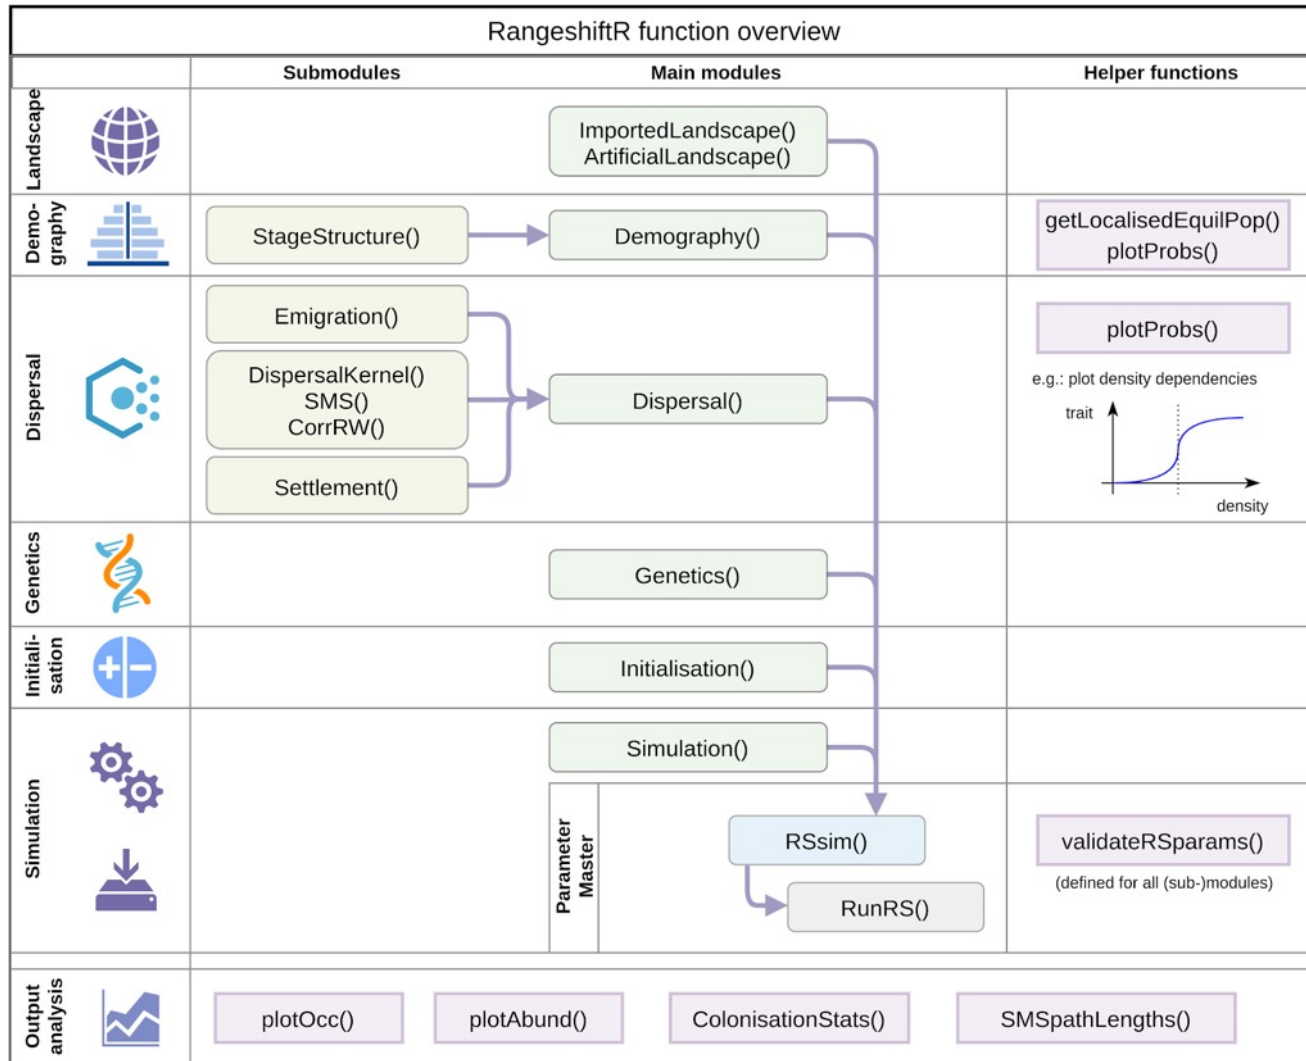 RangeshiftR function overview
Submodules
Main modules
Helper functions
Landscape
ImportedLandscape()
ArtificialLandscape()
Demo-
graphy
StageStructure()
Demography()
getLocalisedEquilPop()
plotProbs()
Dispersal
Emigration()
DispersalKernel()
SMS()
CorrRW()
Settlement()
Dispersal()
plotProbs()
e.g.: plot density dependencies
trait
density
Genetics
Genetics()
Initiali-
sation
Initialisation()
Simulation
Simulation()
Parameter
Master
RSsim()
RunRS()
validateRSparams()
(defined for all (sub-)modules)
Output
analysis
plotOcc()
plotAbund()
ColonisationStats()
SMSpathLengths()